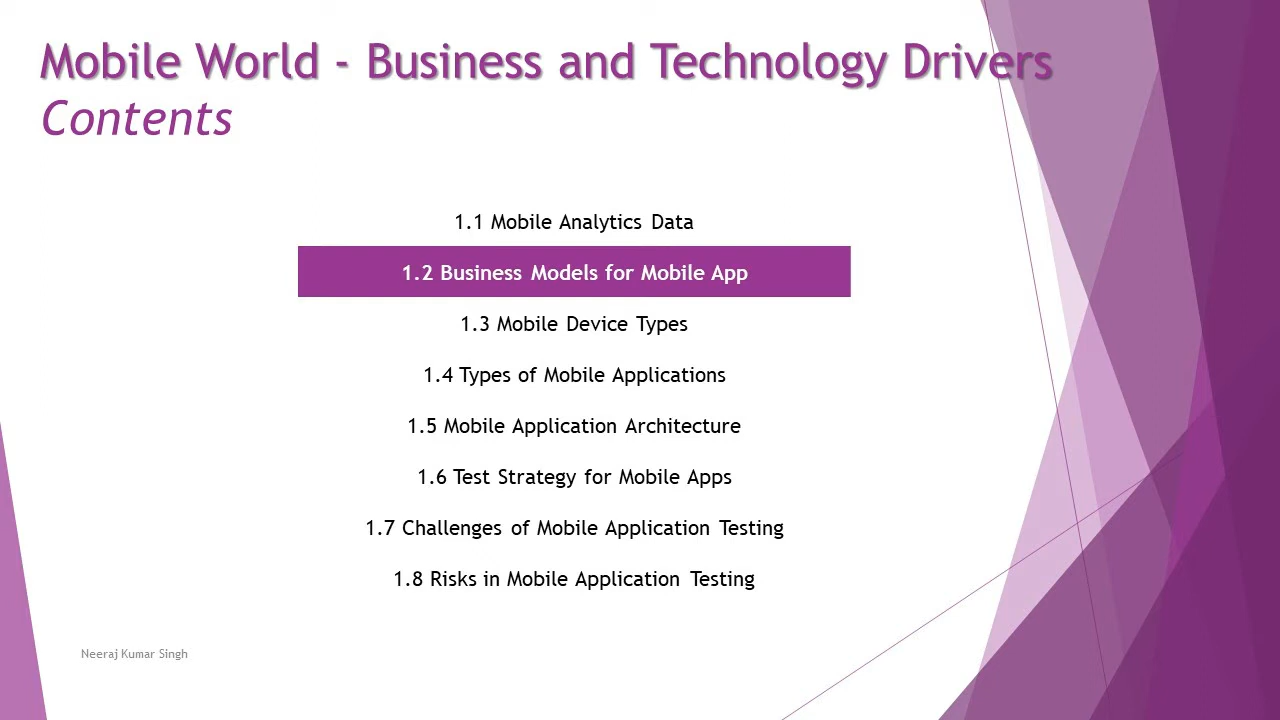 Mobile World - Business and Technology Drivers
Contents
1.1 Mobile Analytics Data
1.2 Business Models for Mobile App
1.3 Mobile Device Types
1.4 Types of Mobile Applications
1.5 Mobile Application Architecture
1.6 Test Strategy for Mobile Apps
1.7 Challenges of Mobile Application Testing
1.8 Risks in Mobile Application Testing
Neeraj Kumar Singh